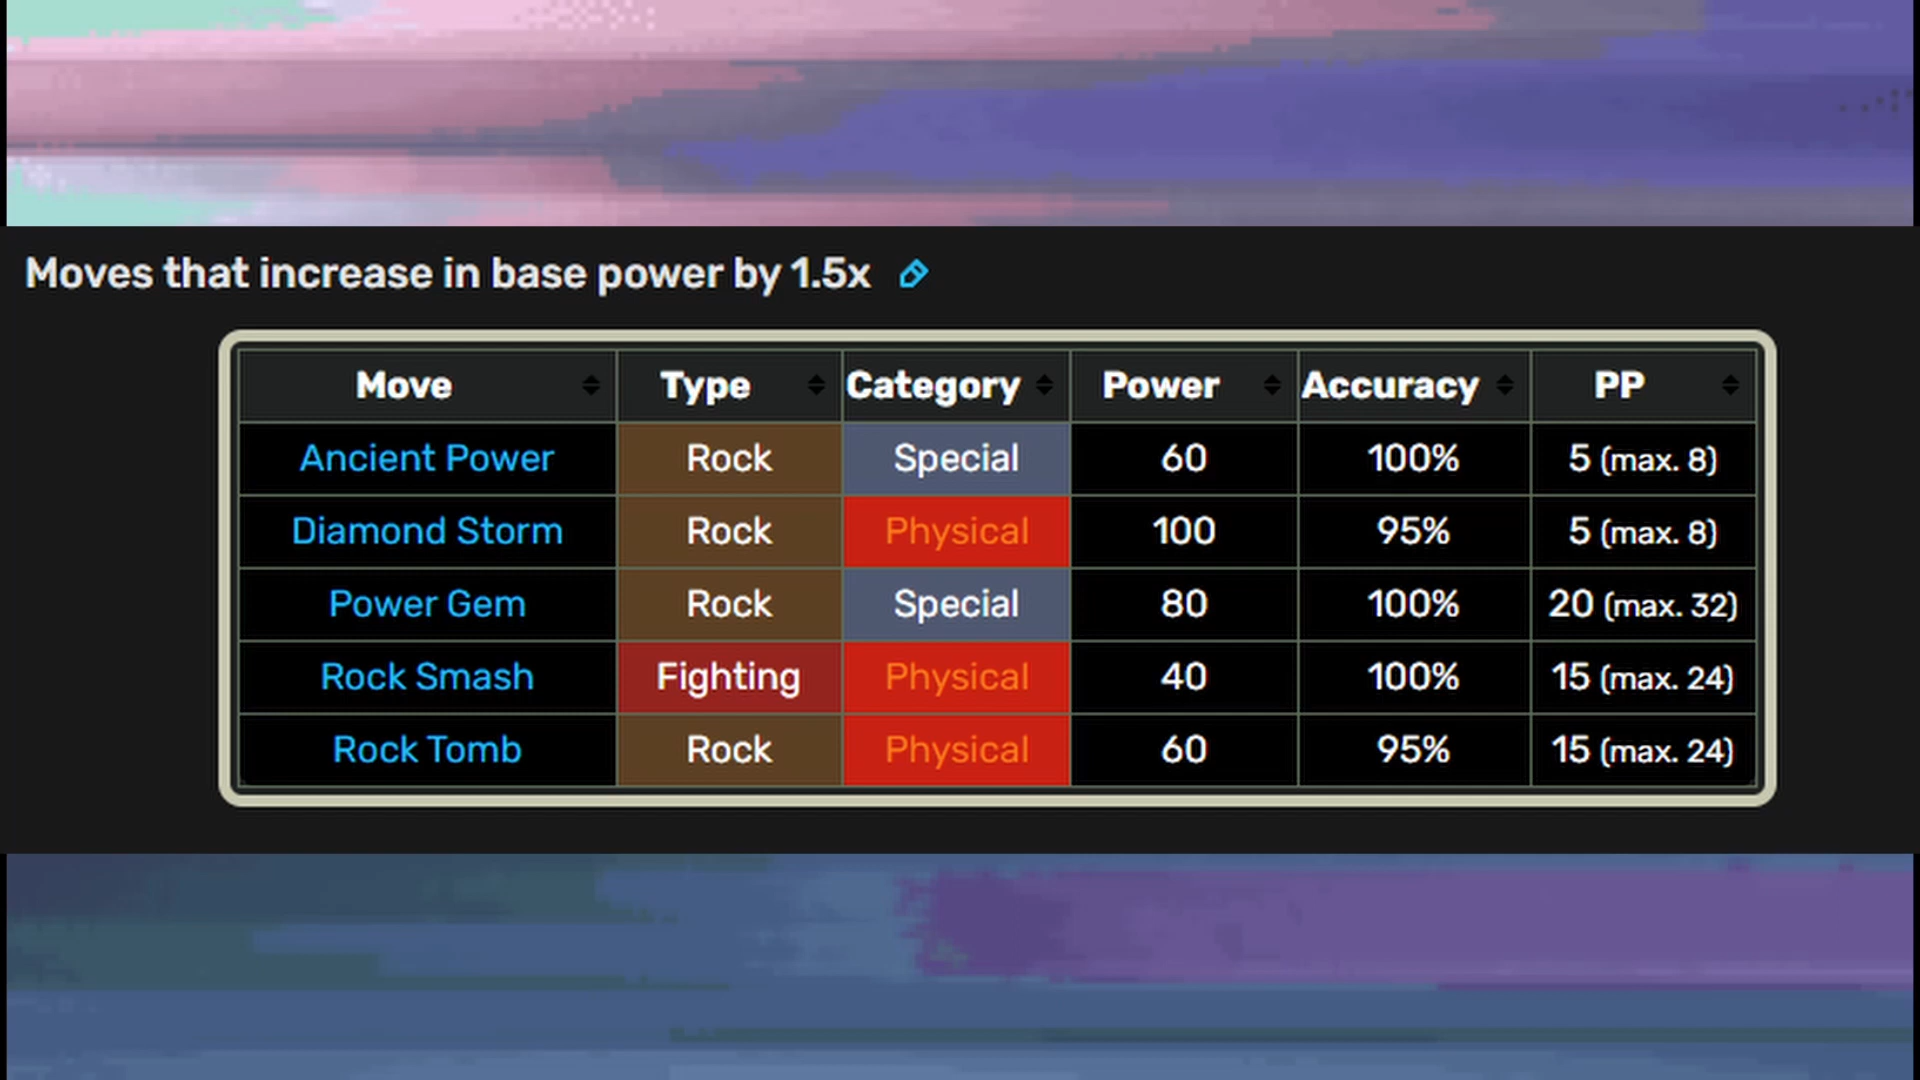 Moves that increase in base power by 1.5x
Move Type Category Power Accuracy PP
Ancient Power Rock Special 60 100% 5 (max. 8)
Diamond Storm Rock Physical 100 95% 5 (max. 8)
Power Gem Rock Special 80 100% 20 (max. 32)
Rock Smash Fighting Physical 40 100% 15 (max. 24)
Rock Tomb Rock Physical 60 95% 15 (max. 24)